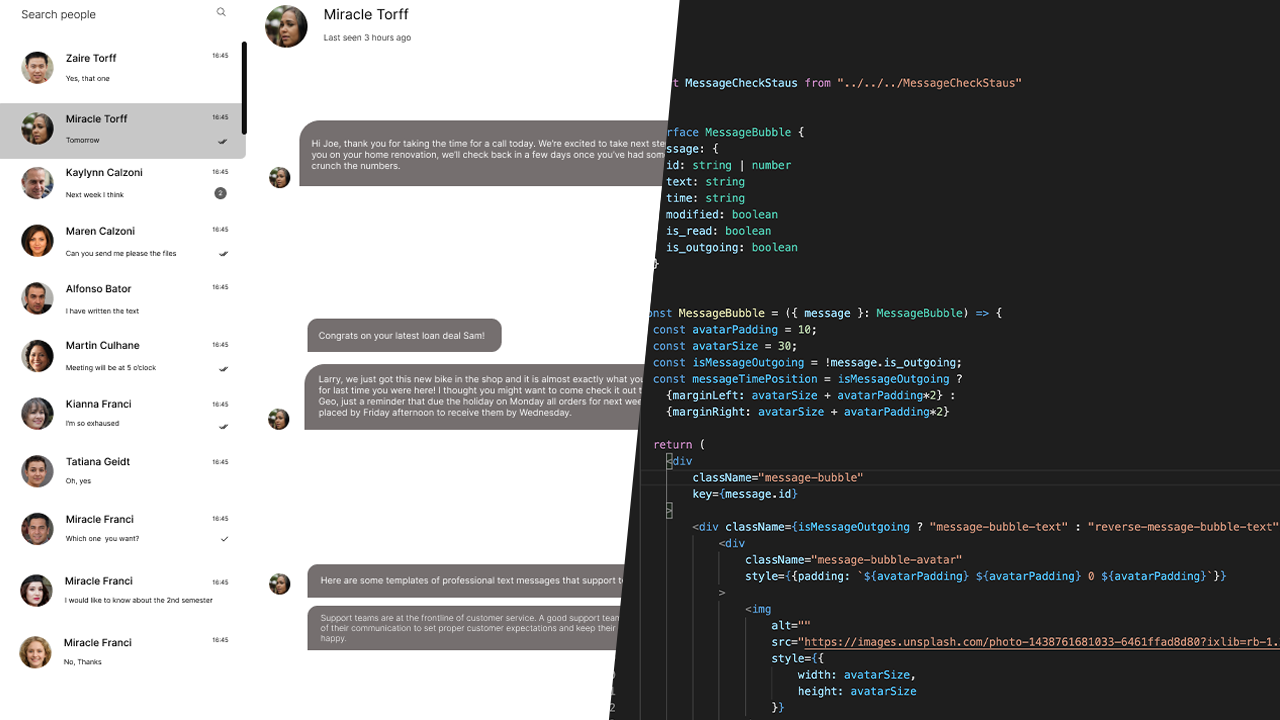 Search people
Zaire Torff
16:45
Yes, that one
Miracle Torff
16:45
Tomorrow
Kaylynn Calzoni
16:45
Next week I think
2
Maren Calzoni
16:45
Can you send me please the files
Alfonso Bator
16:45
I have written the text
Martin Culhane
16:45
Meeting will be at 5 o'clock
Kianna Franci
16:45
I'm so exhaused
Tatiana Geidt
16:45
Oh, yes
Miracle Franci
16:45
Which one you want?
Miracle Franci
16:45
I would like to know about the 2nd semester
Miracle Franci
16:45
No, Thanks
Miracle Torff
Last seen 3 hours ago
Hi Joe, thank you for taking the time for a call today. We're excited to take next ste
you on your home renovation, we'll check back in a few days once you've had som
crunch the numbers.
Congrats on your latest loan deal Sam!
Larry, we just got this new bike in the shop and it is almost exactly what you
for last time you were here! I thought you might want to come check it out t
Geo, just a reminder that due the holiday on Monday all orders for next wee
placed by Friday afternoon to receive them by Wednesday.
Here are some templates of professional text messages that support t
Support teams are at the frontline of customer service. A good support team
of their communication to set proper customer expectations and keep their
happy.
t MessageCheckStaus from "../../../MessageCheckStaus"
rface MessageBubble {
ssage: {
id: string | number
text: string
time: string
modified: boolean
is_read: boolean
is_outgoing: boolean
}
onst MessageBubble = ({ message }: MessageBubble) => {
const avatarPadding = 10;
const avatarSize = 30;
const isMessageOutgoing = !message.is_outgoing;
const messageTimePosition = isMessageOutgoing ?
{marginLeft: avatarSize + avatarPadding*2} :
{marginRight: avatarSize + avatarPadding*2}
return (
<div
className="message-bubble"
key={message.id}
>
<div className={isMessageOutgoing ? "message-bubble-text" : "reverse-message-bubble-text"
<div
className="message-bubble-avatar"
style={{padding: `${avatarPadding} ${avatarPadding} 0 ${avatarPadding}`}}
>
<img
alt=""
src="https://images.unsplash.com/photo-1438761681033-6461ffad8d80?ixlib=rb-1.
style={{
width: avatarSize,
height: avatarSize
}}